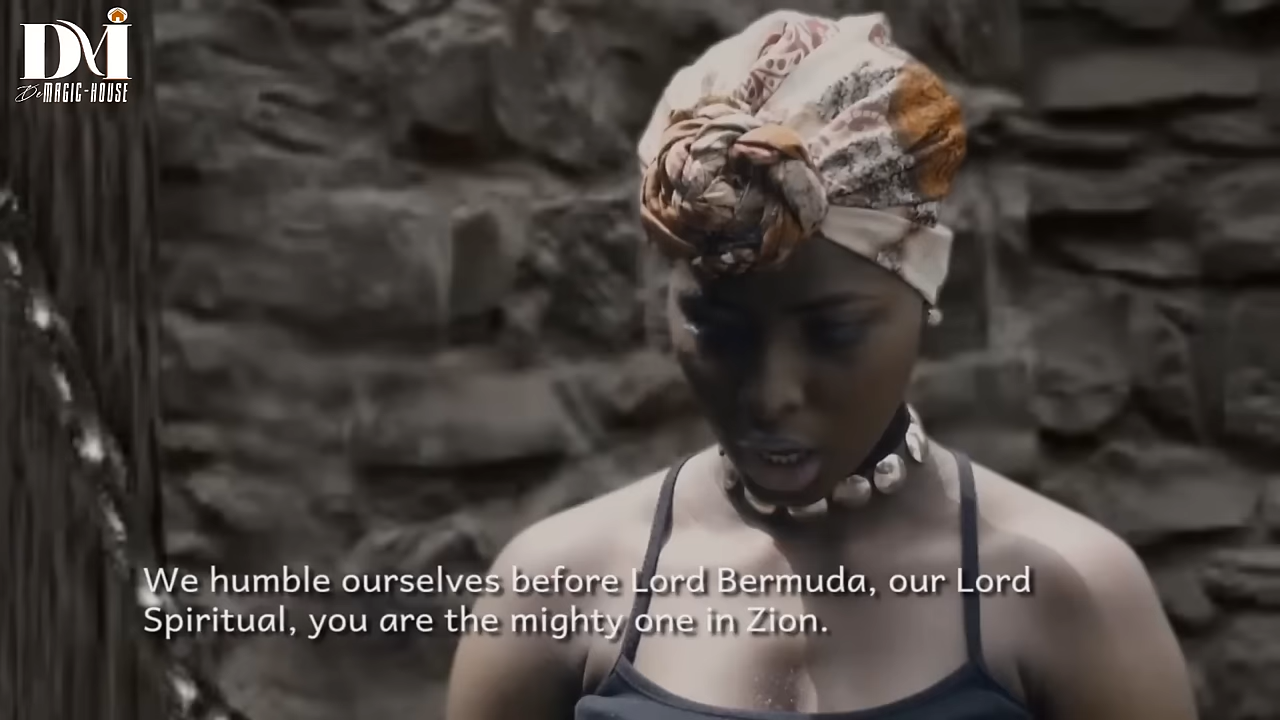 DMI
De MAGIC-HOUSE
We humble ourselves before Lord Bermuda, our Lord
Spiritual, you are the mighty one in Zion.